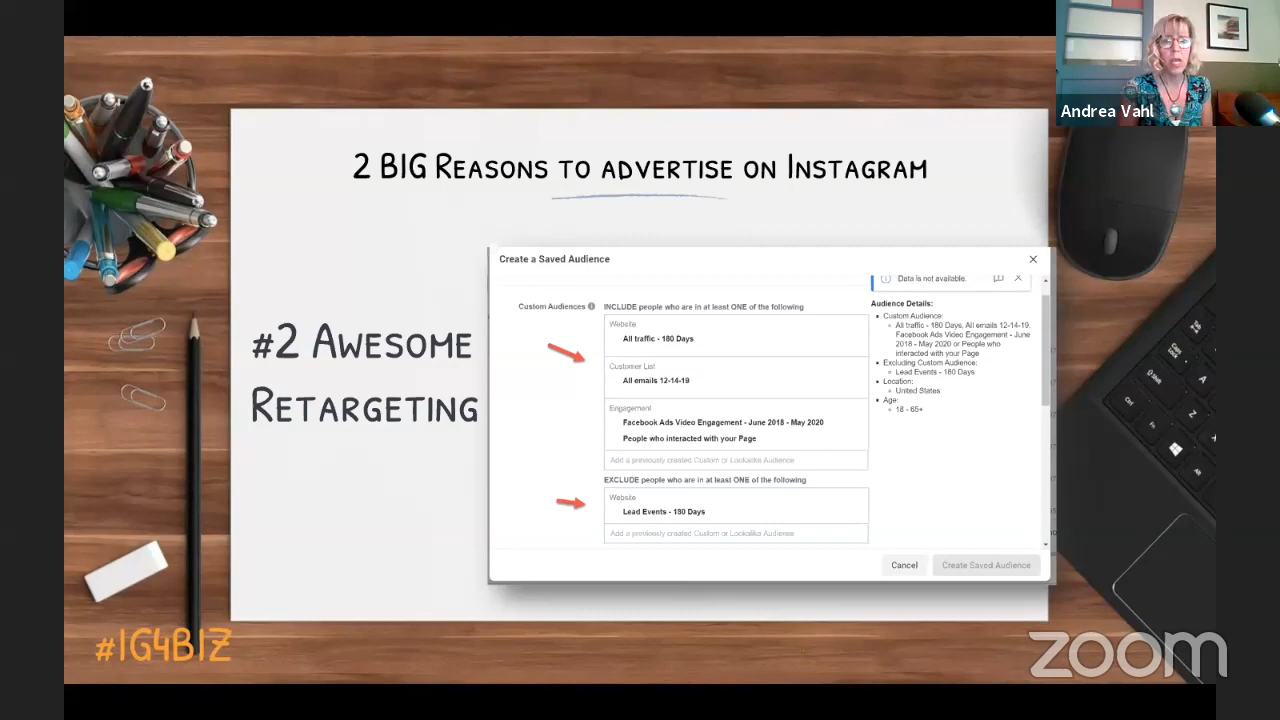 Andrea Vahl
2 BIG REASONS TO ADVERTISE ON INSTAGRAM
#2 AWESOME
RETARGETING
Create a Saved Audience
Data is not available.
Custom Audiences
INCLUDE people who are in at least ONE of the following
Website
All traffic - 180 Days
Customer List
All emails 12-14-19
Engagement
Facebook Ads Video Engagement - June 2018 - May 2020
People who interacted with your Page
Add a previously created Custom or Lookalike Audience
EXCLUDE people who are in at least ONE of the following
Website
Lead Events - 180 Days
Add a previously created Custom or Lookalike Audience
Audience Details:
Custom Audience:
All traffic - 180 Days, All emails 12-14-19,
Facebook Ads Video Engagement - June
2018 - May 2020 or People who
interacted with your Page
Excluding Custom Audience:
Lead Events - 180 Days
Location:
United States
Age:
18 - 65+
Cancel
Create Saved Audience
#IG4BIZ
zoom
Caps Lock
Shift
Ctrl
Fn
Alt
A
Z